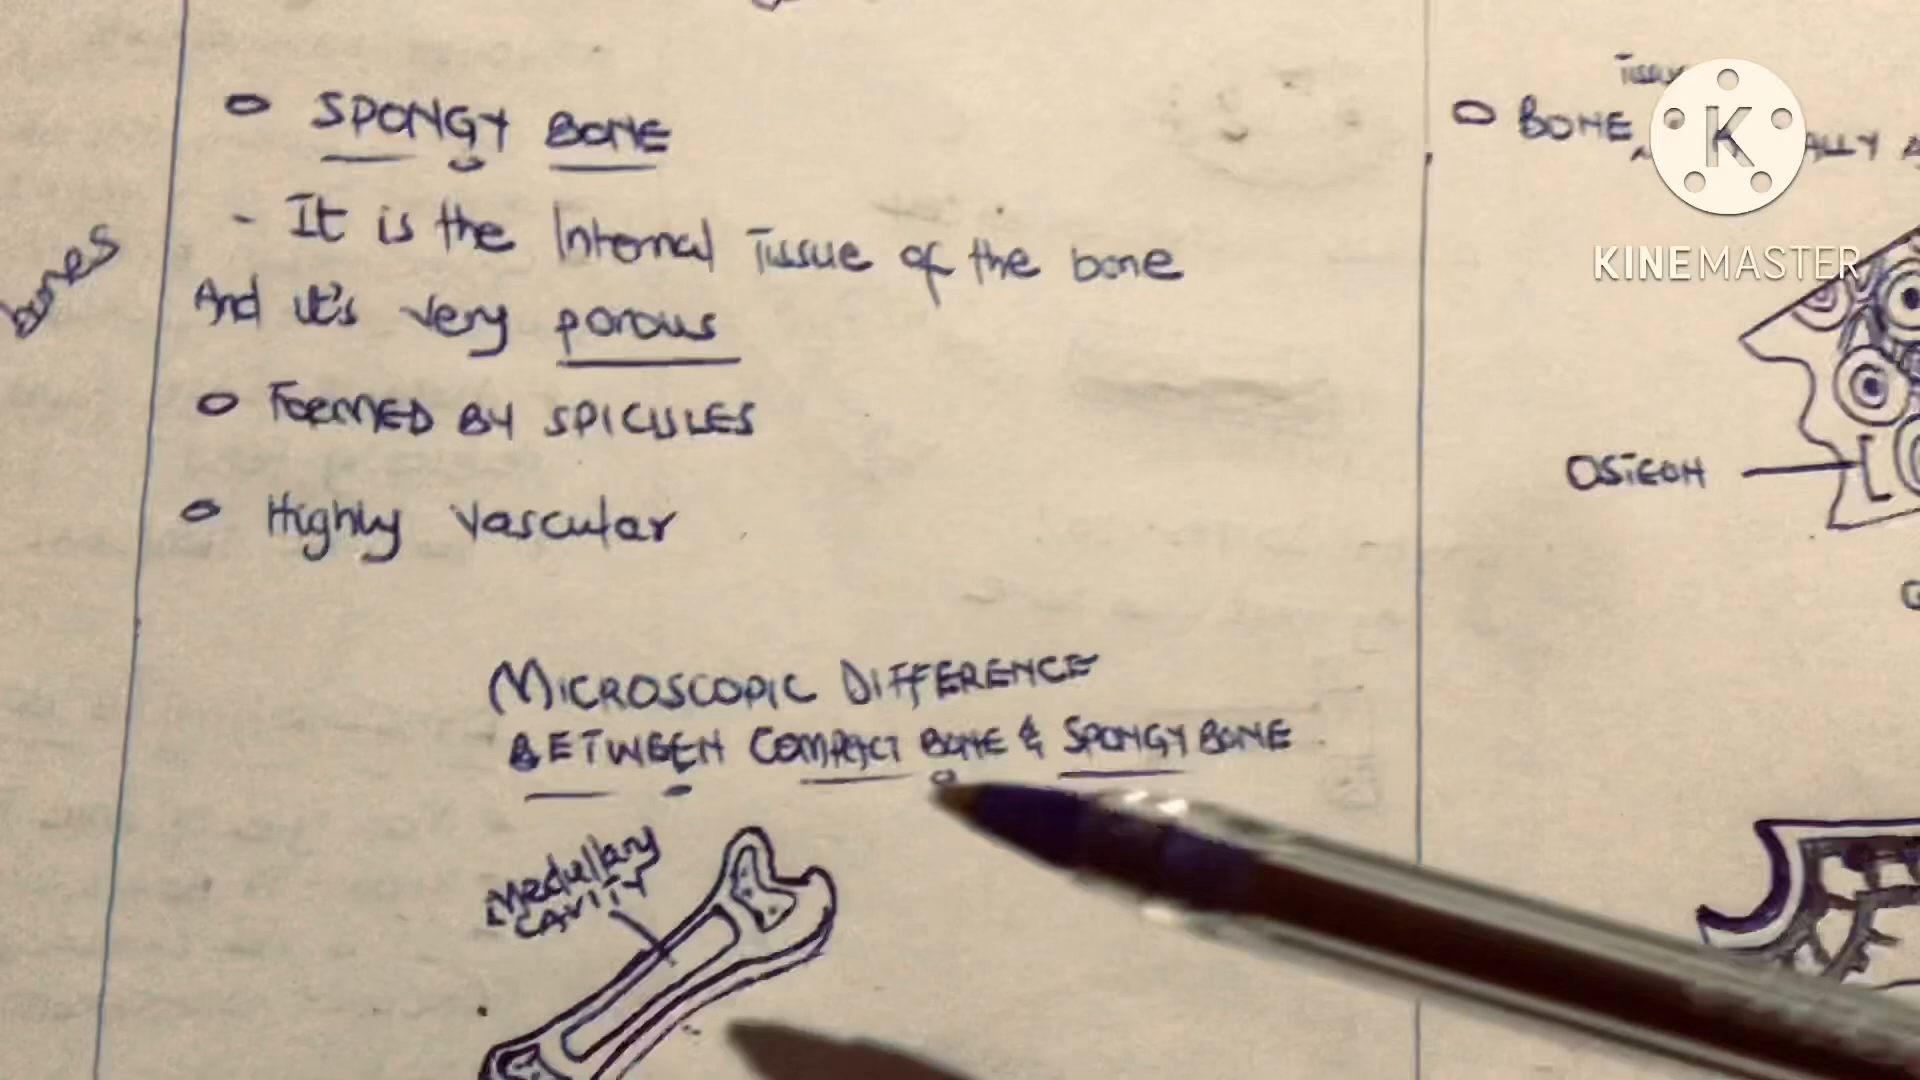 SPONGY BONE
- It is the Internal Tissue of the bone
And it's very porous
FORMED BY SPICULES
Highly Vascular
MICROSCOPIC DIFFERENCE
BETWEEN COMPACT BONE & SPONGY BONE
Medullary
CAVITY
bones
BONE
OSTEON
K
KINEMASTER